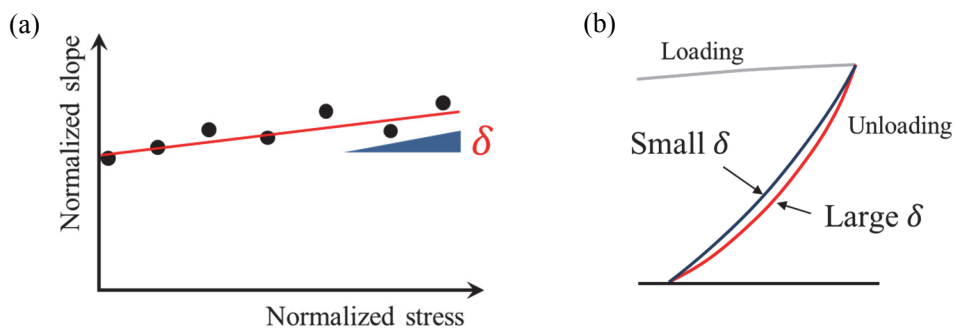 (a)
Normalized slope
δ
Normalized stress
(b)
Loading
Unloading
Small δ
Large δ